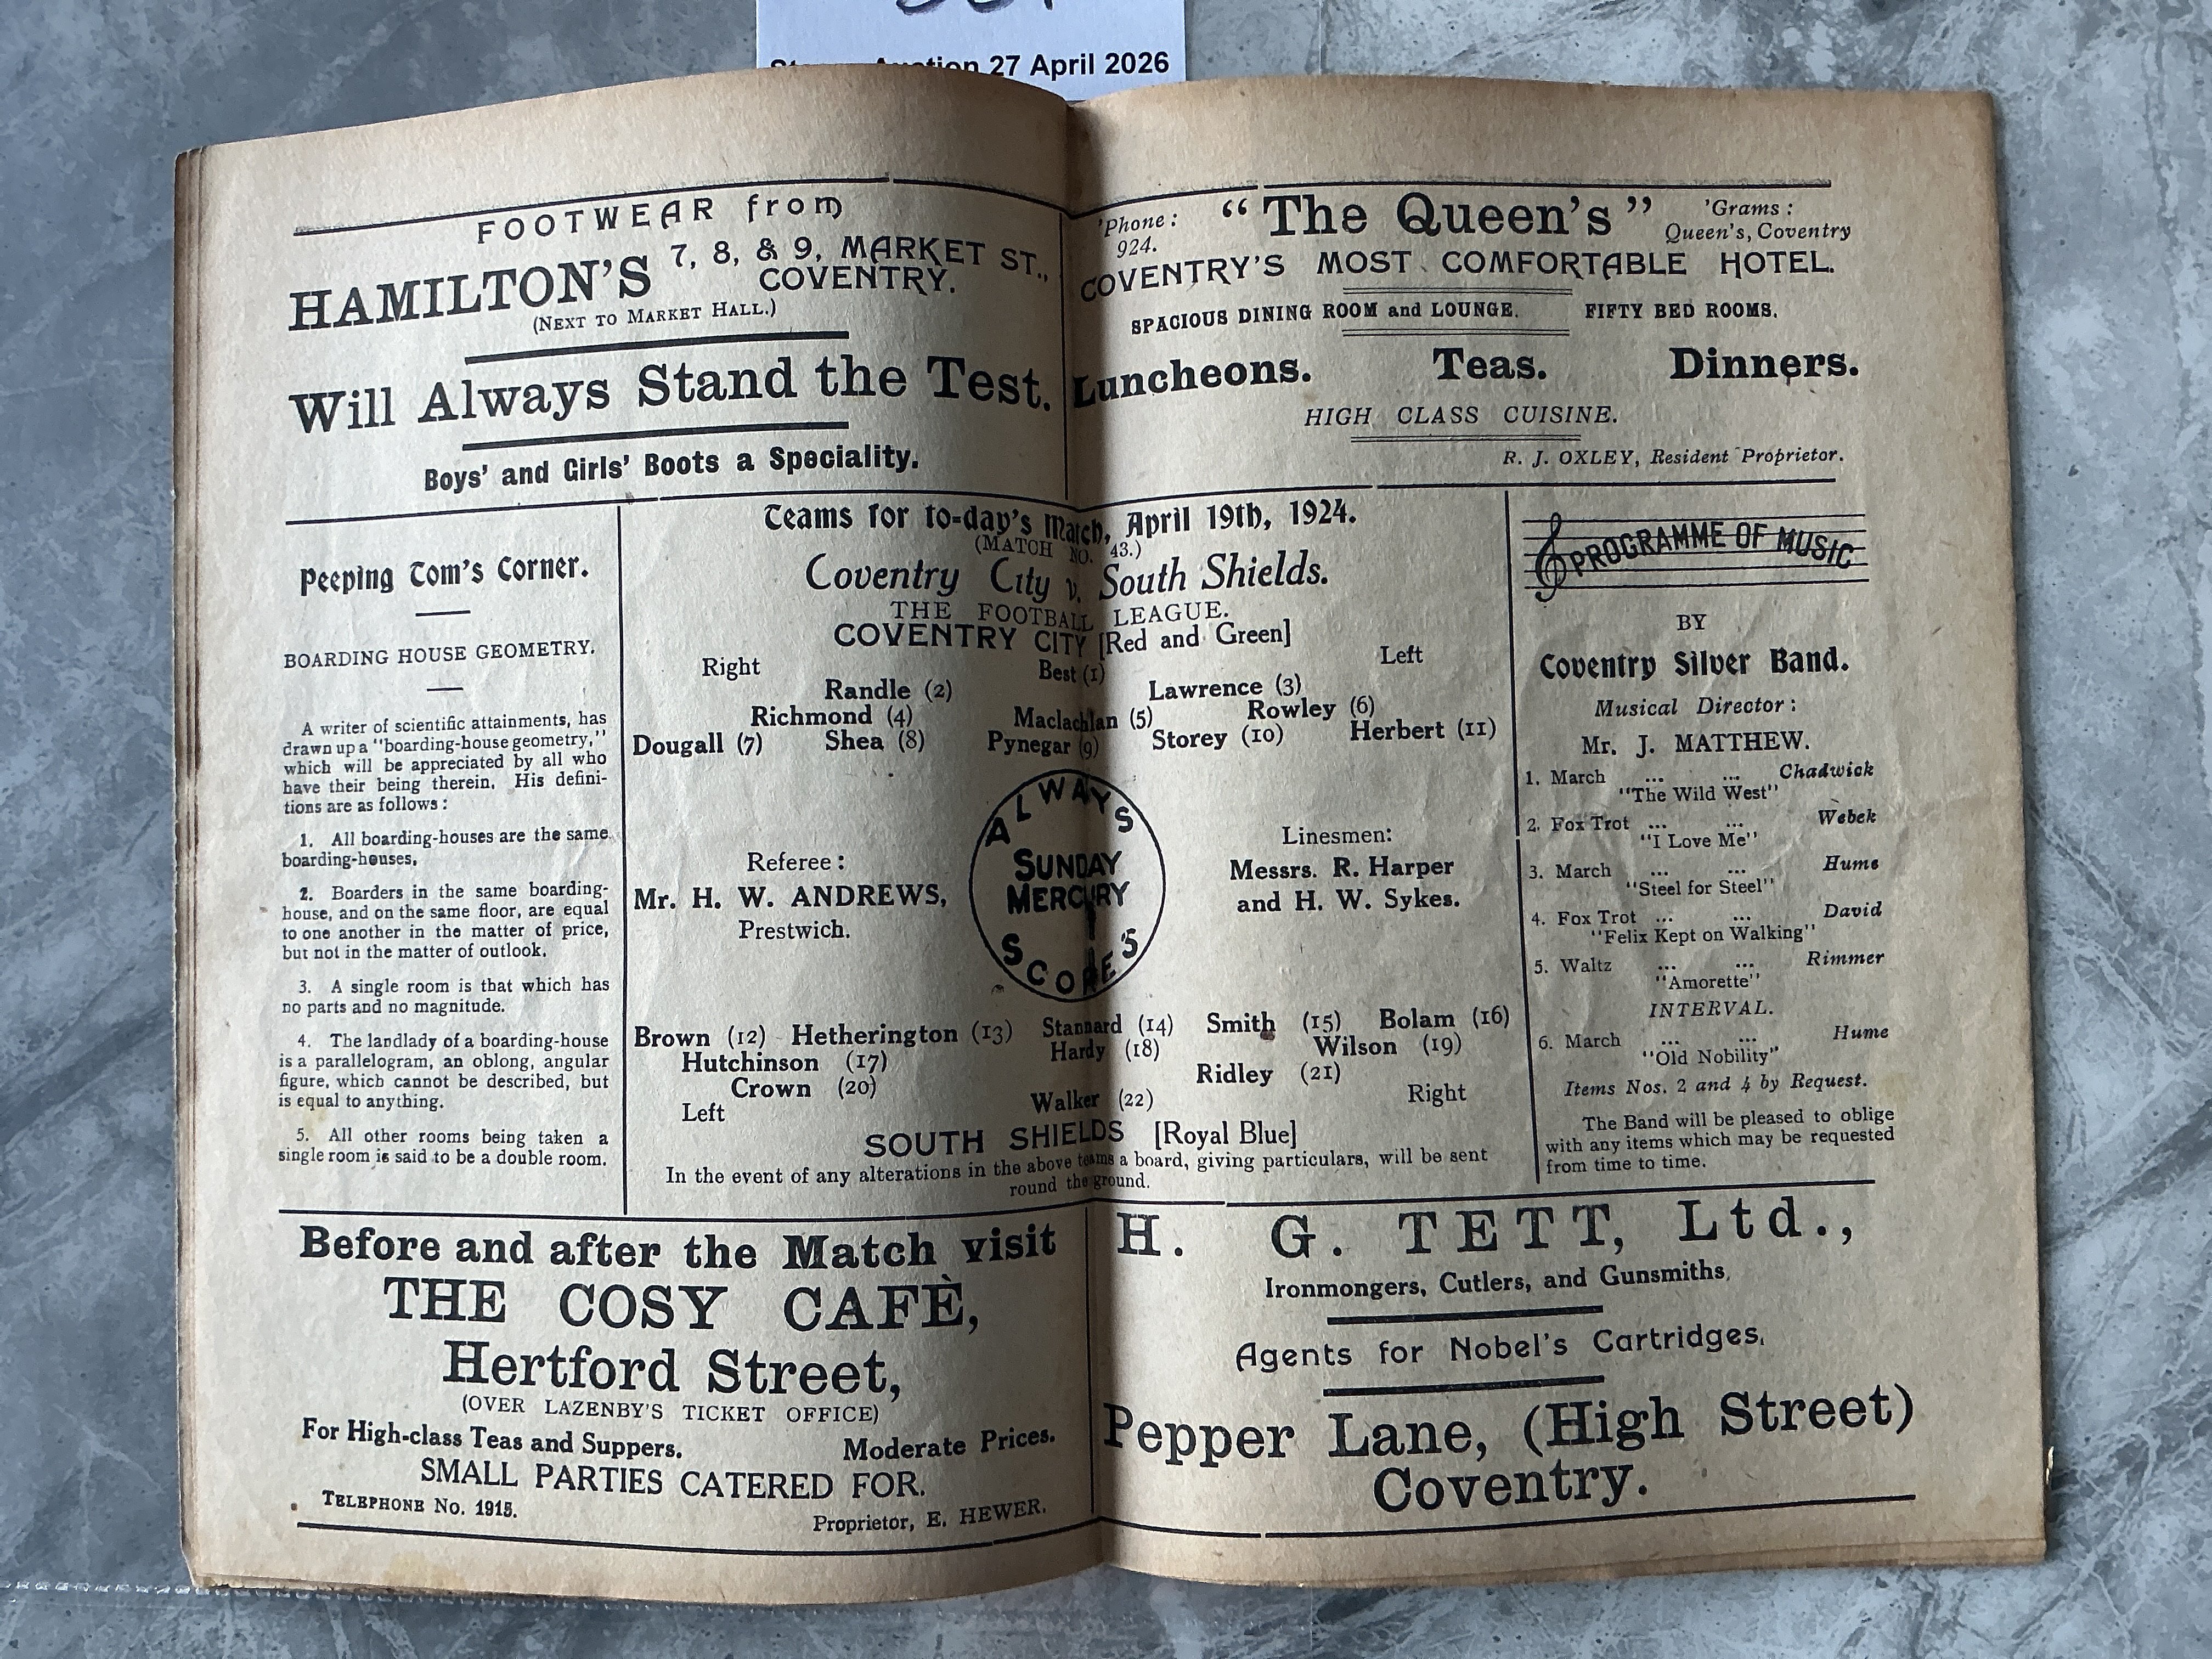 Auction 27 April 2026
FOOTWEAR from
HAMILTON'S 7, 8, & 9, MARKET ST.,
COVENTRY.
(NEXT TO MARKET HALL.)
Will Always Stand the Test.
Boys' and Girls' Boots a Speciality.
'Phone: 924. "The Queen's" 'Grams: Queen's, Coventry
COVENTRY'S MOST COMFORTABLE HOTEL.
SPACIOUS DINING ROOM and LOUNGE. FIFTY BED ROOMS.
Luncheons. Teas. Dinners.
HIGH CLASS CUISINE.
R. J. OXLEY, Resident Proprietor.
Peeping Tom's Corner.
BOARDING HOUSE GEOMETRY.
A writer of scientific attainments, has
drawn up a "boarding-house geometry,"
which will be appreciated by all who
have their being therein. His defini-
tions are as follows:
1. All boarding-houses are the same
boarding-houses,
2. Boarders in the same boarding-
house, and on the same floor, are equal
to one another in the matter of price,
but not in the matter of outlook.
3. A single room is that which has
no parts and no magnitude.
4. The landlady of a boarding-house
is a parallelogram, an oblong, angular
figure, which cannot be described, but
is equal to anything.
5. All other rooms being taken a
single room is said to be a double room.
Teams for to-day's Match, April 19th, 1924.
(MATCH NO. 43.)
Coventry City v. South Shields.
THE FOOTBALL LEAGUE.
COVENTRY CITY [Red and Green]
Right Best (1) Left
Randle (2) Lawrence (3)
Richmond (4) Maclachlan (5) Rowley (6)
Dougall (7) Shea (8) Pynegar (9) Storey (10) Herbert (11)
Referee:
Mr. H. W. ANDREWS,
Prestwich.
ALWAYS
SUNDAY
MERCURY
SCORE'S
Linesmen:
Messrs. R. Harper
and H. W. Sykes.
Brown (12) Hetherington (13) Stannard (14) Smith (15) Bolam (16)
Hutchinson (17) Hardy (18) Wilson (19)
Crown (20) Ridley (21)
Left Walker (22) Right
SOUTH SHIELDS [Royal Blue]
In the event of any alterations in the above teams a board, giving particulars, will be sent
round the ground.
PROGRAMME OF MUSIC
BY
Coventry Silver Band.
Musical Director:
Mr. J. MATTHEW.
1. March ... ... Chadwick
"The Wild West"
2. Fox Trot ... ... Webek
"I Love Me"
3. March ... ... Hume
"Steel for Steel"
4. Fox Trot ... ... David
"Felix Kept on Walking"
5. Waltz ... ... Rimmer
"Amorette"
INTERVAL.
6. March ... ... Hume
"Old Nobility"
Items Nos. 2 and 4 by Request.
The Band will be pleased to oblige
with any items which may be requested
from time to time.
Before and after the Match visit
THE COSY CAFÈ,
Hertford Street,
(OVER LAZENBY'S TICKET OFFICE)
For High-class Teas and Suppers. Moderate Prices.
SMALL PARTIES CATERED FOR.
TELEPHONE No. 1915. Proprietor, E. HEWER.
H. G. TETT, Ltd.,
Ironmongers, Cutlers, and Gunsmiths,
Agents for Nobel's Cartridges,
Pepper Lane, (High Street)
Coventry.